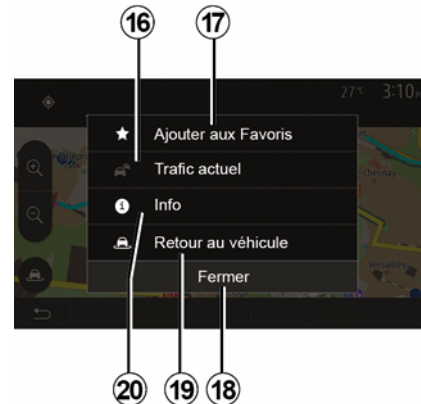 16 17
27 ° 3:10
Ajouter aux Favoris
Trafic actuel
Chesnay
Info
Retour au véhicule
Versailles
Fermer
20 19 18